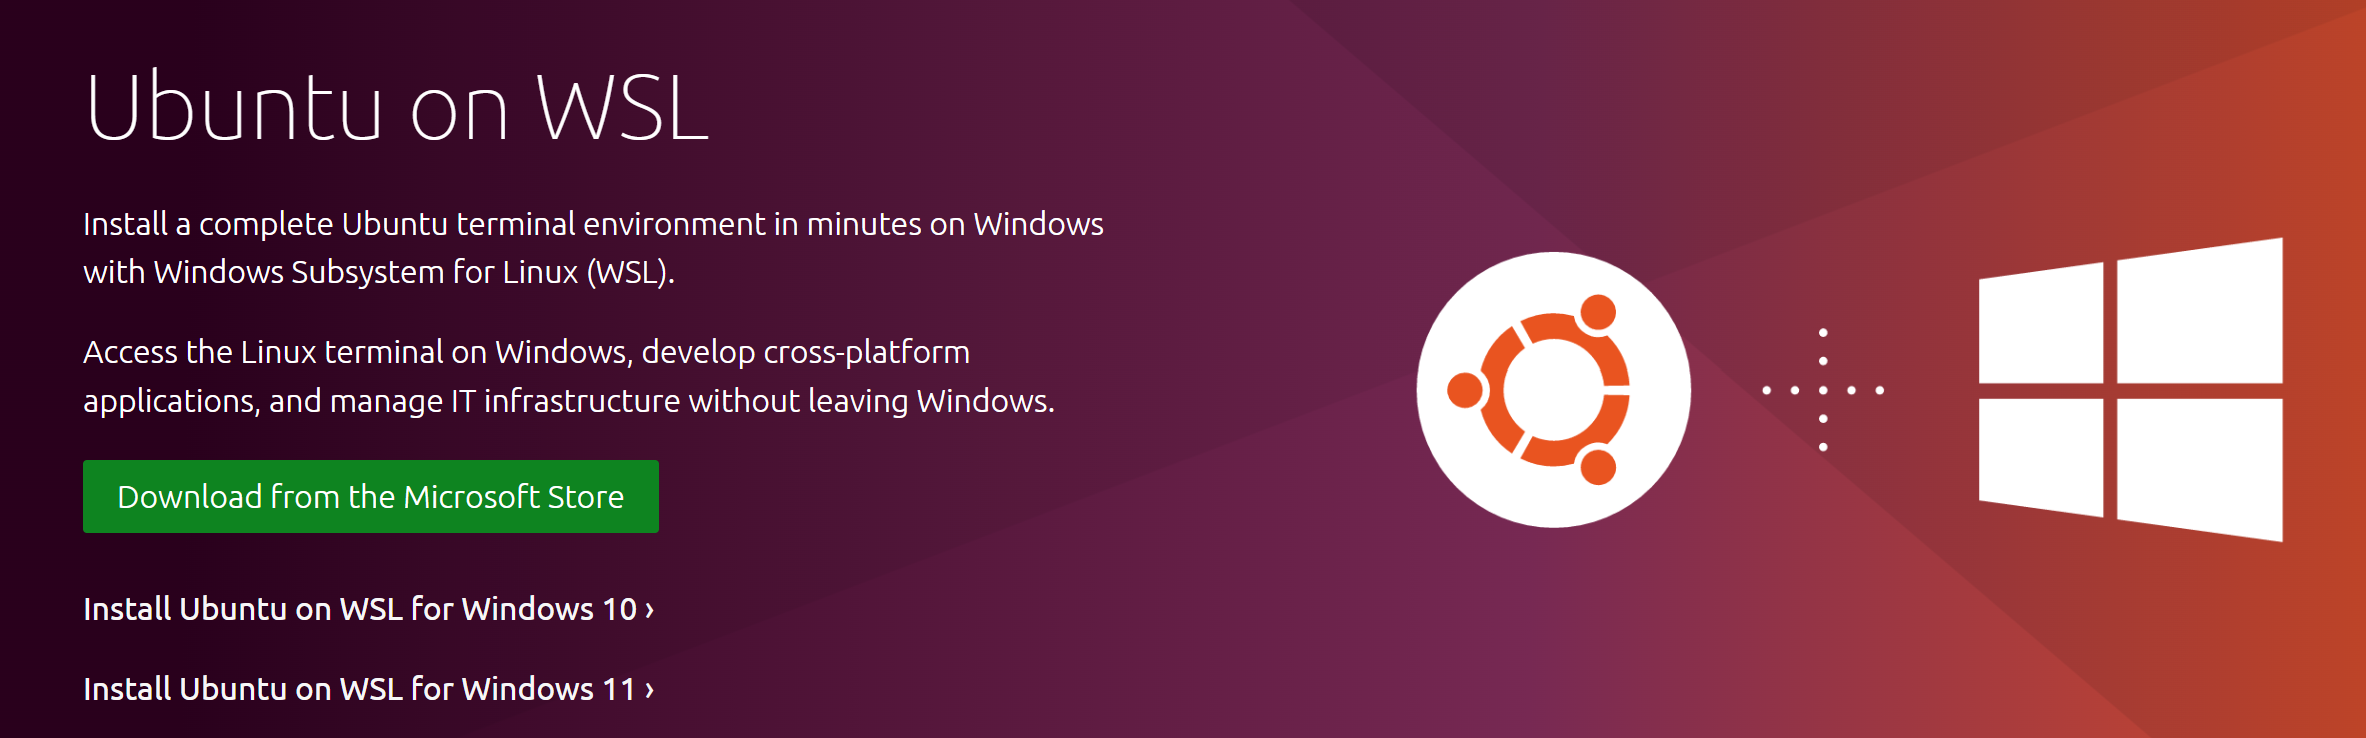 Ubuntu on WSL
Install a complete Ubuntu terminal environment in minutes on Windows
with Windows Subsystem for Linux (WSL).
Access the Linux terminal on Windows, develop cross-platform
applications, and manage IT infrastructure without leaving Windows.
Download from the Microsoft Store
Install Ubuntu on WSL for Windows 10 ›
Install Ubuntu on WSL for Windows 11 ›